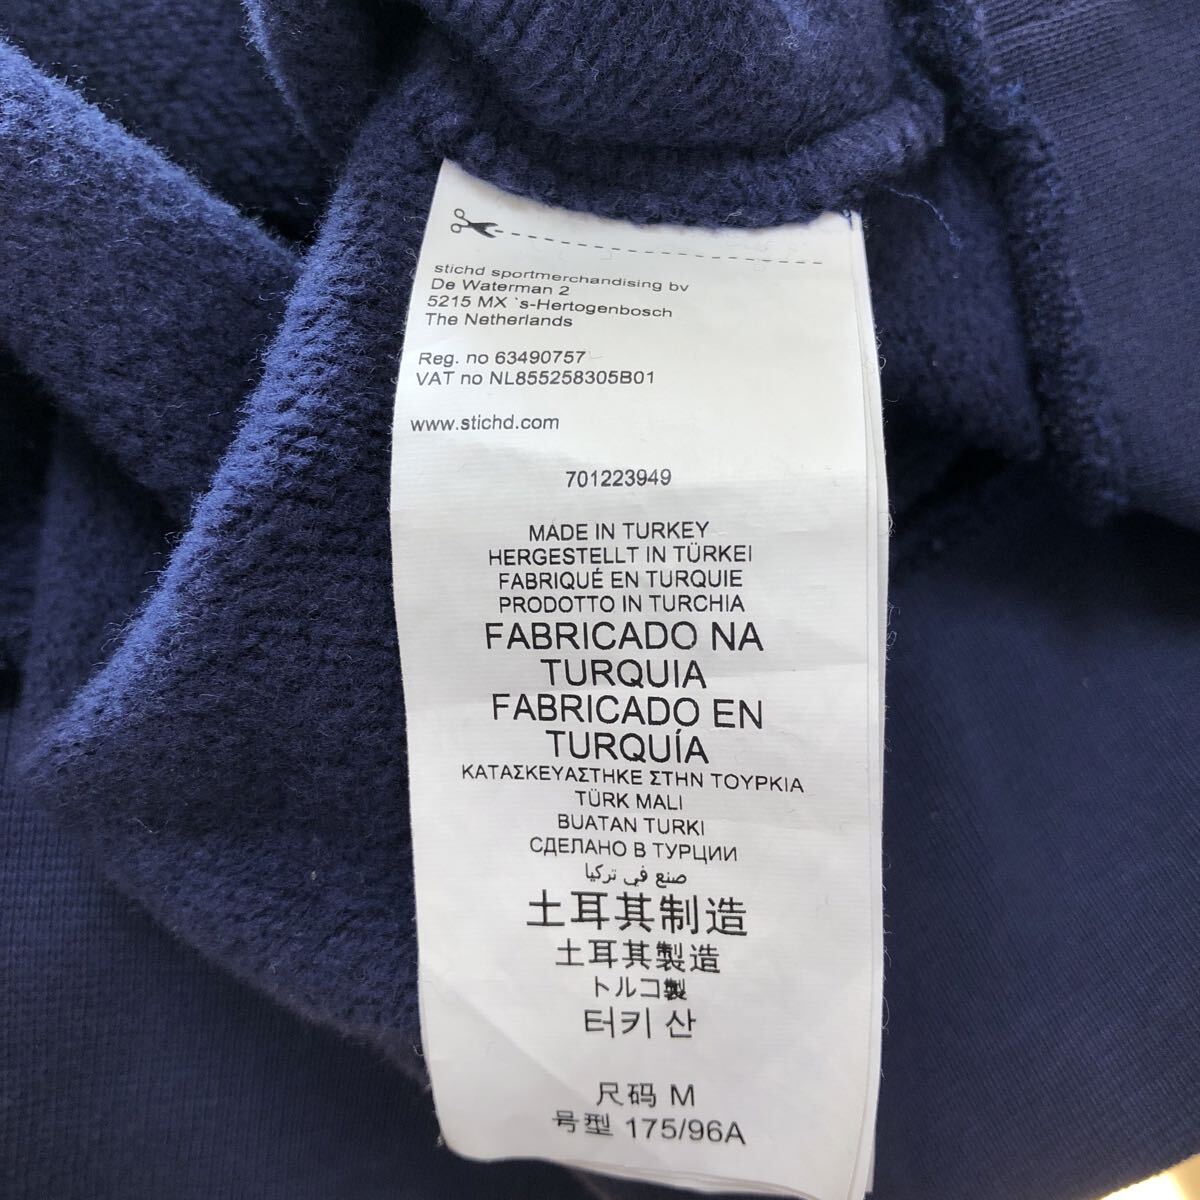 stichd sportmerchandising bv
De Waterman 2
5215 MX `s-Hertogenbosch
The Netherlands
Reg. no 63490757
VAT no NL855258305B01
www.stichd.com
701223949
MADE IN TURKEY
HERGESTELLT IN TÜRKEI
FABRIQUÉ EN TURQUIE
PRODOTTO IN TURCHIA
FABRICADO NA
TURQUIA
FABRICADO EN
TURQUÍA
ΚΑΤΑΣΚΕΥΑΣΤΗΚΕ ΣΤΗΝ ΤΟΥΡΚΙΑ
TÜRK MALI
BUATAN TURKI
СДЕЛАНО В ТУРЦИИ
صنع في تركيا
土耳其制造
土耳其製造
トルコ製
터키 산
尺码 M
号型 175/96A